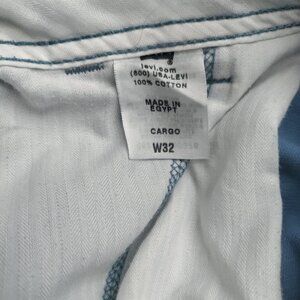 levi.com
(800) USA-LEVI
100% COTTON
MADE IN
EGYPT
CARGO
W32